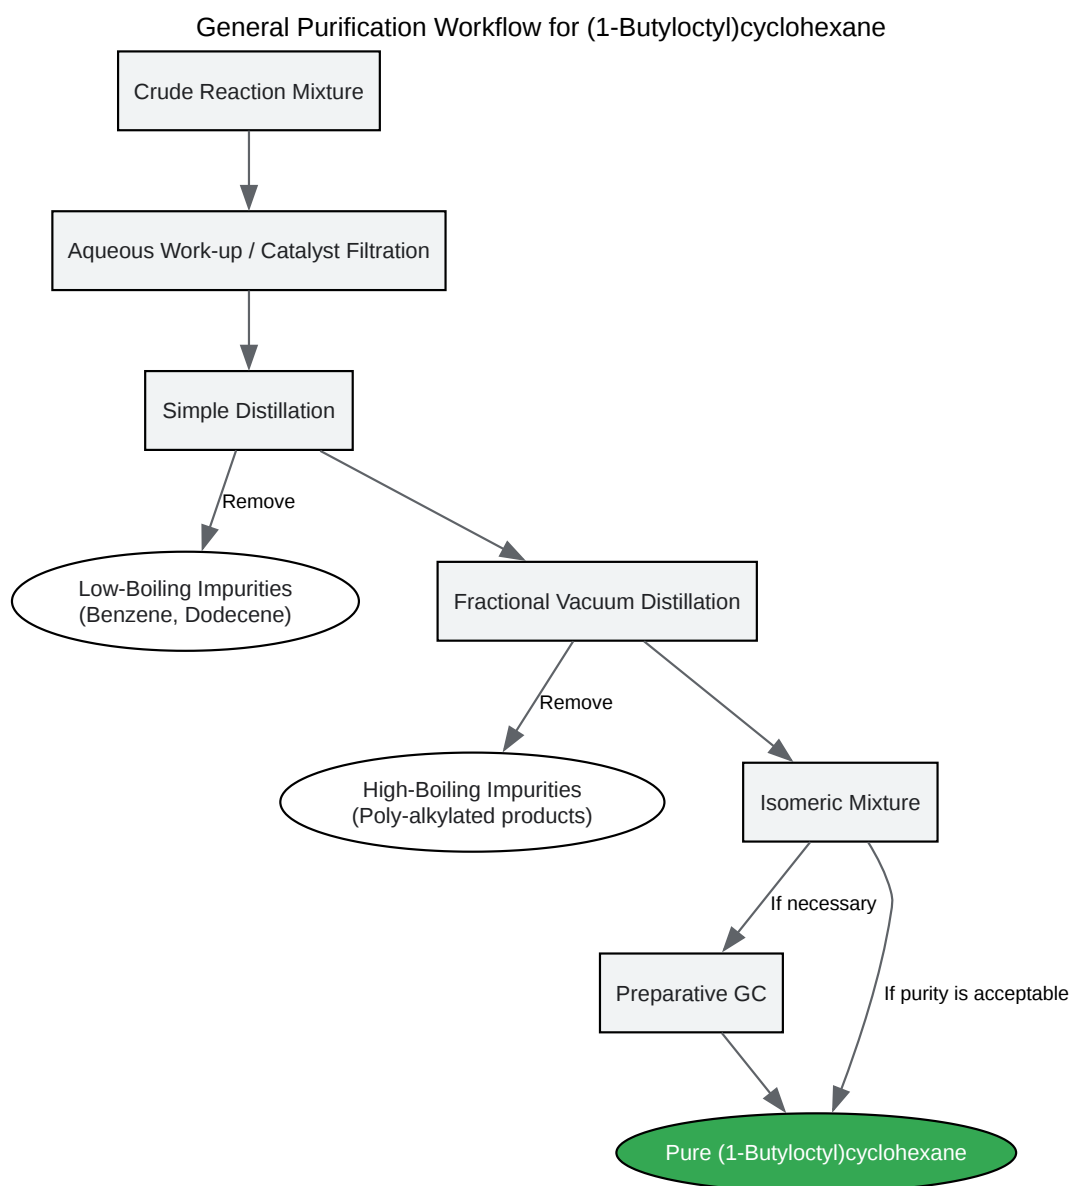 General Purification Workflow for (1-Butyloctyl)cyclohexane
Crude Reaction Mixture
Aqueous Work-up / Catalyst Filtration
Simple Distillation
Remove
Low-Boiling Impurities
(Benzene, Dodecene)
Fractional Vacuum Distillation
Remove
High-Boiling Impurities
(Poly-alkylated products)
Isomeric Mixture
If necessary
Preparative GC
If purity is acceptable
Pure (1-Butyloctyl)cyclohexane